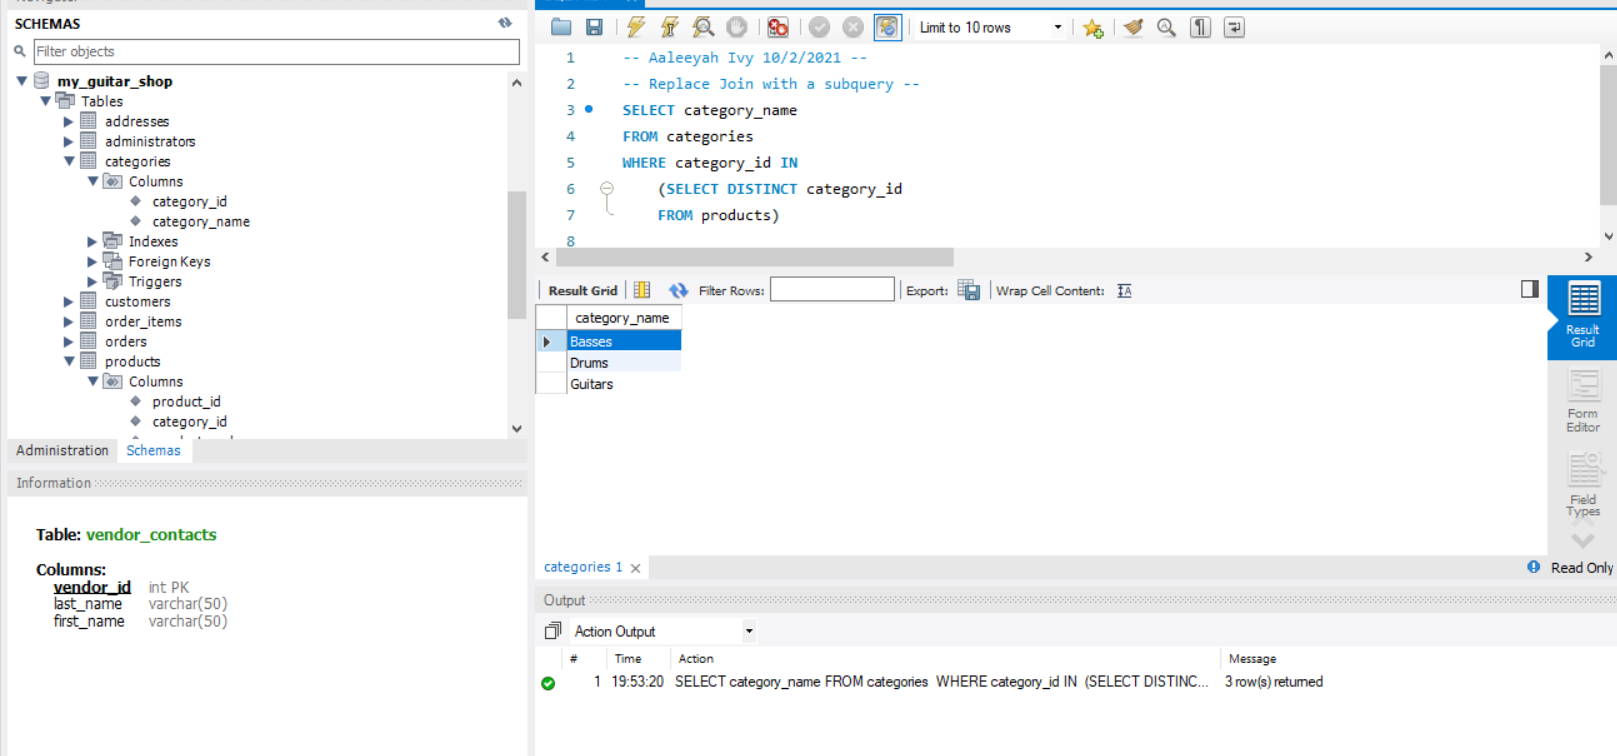 SCHEMAS
Filter objects
my_guitar_shop
Tables
addresses
administrators
categories
Columns
category_id
category_name
Indexes
Foreign Keys
Triggers
customers
order_items
orders
products
Columns
product_id
category_id
Administration Schemas
Information
Table: vendor_contacts
Columns:
vendor_id int PK
last_name varchar(50)
first_name varchar(50)
Limit to 10 rows
1 -- Aaleeyah Ivy 10/2/2021 --
2 -- Replace Join with a subquery --
3 SELECT category_name
4 FROM categories
5 WHERE category_id IN
6 (SELECT DISTINCT category_id
7 FROM products)
8
Result Grid Filter Rows: Export: Wrap Cell Content:
category_name
Basses
Drums
Guitars
Result
Grid
Form
Editor
Field
Types
categories 1 Read Only
Output
Action Output
# Time Action Message
1 19:53:20 SELECT category_name FROM categories WHERE category_id IN (SELECT DISTINC... 3 row(s) returned